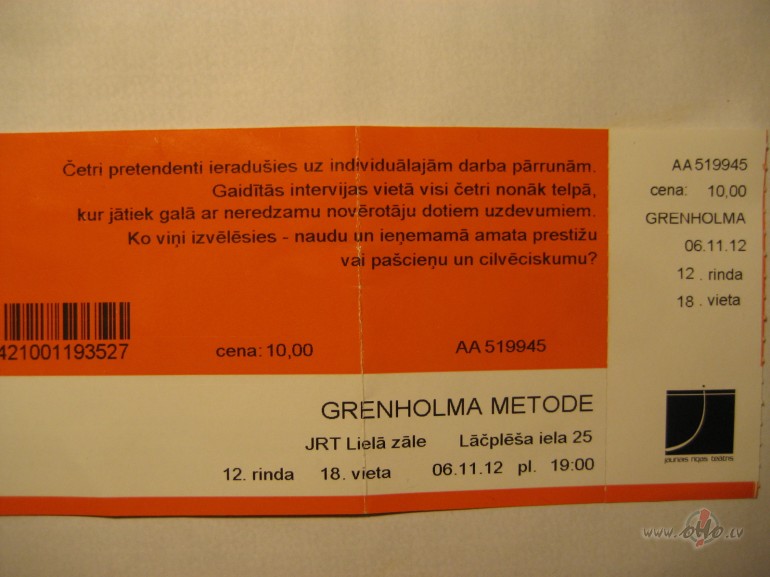 Četri pretendenti ieradušies uz individuālajām darba pārrunām.
Gaidītās intervijas vietā visi četri nonāk telpā,
kur jātiek galā ar neredzamu novērotāju dotiem uzdevumiem.
Ko viņi izvēlēsies - naudu un ieņemamā amata prestižu
vai pašcieņu un cilvēciskumu?
421001193527
cena: 10,00
AA 519945
GRENHOLMA METODE
JRT Lielā zāle Lāčplēša iela 25
12. rinda 18. vieta 06.11.12 pl. 19:00
AA 519945
cena: 10,00
GRENHOLMA
06.11.12
12. rinda
18. vieta
jaunais rīgas teātris
www.oHo.lv